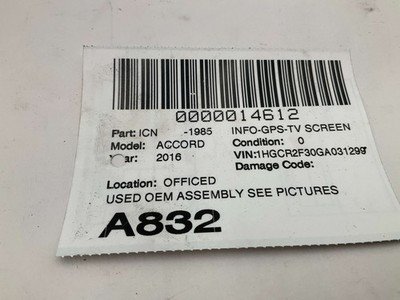 0000014612
Part: ICN -1985 INFO-GPS-TV SCREEN
Model: ACCORD Condition: 0
ar: 2016 VIN:1HGCR2F30GA031299
Damage Code:
Location: OFFICED
USED OEM ASSEMBLY SEE PICTURES
A832